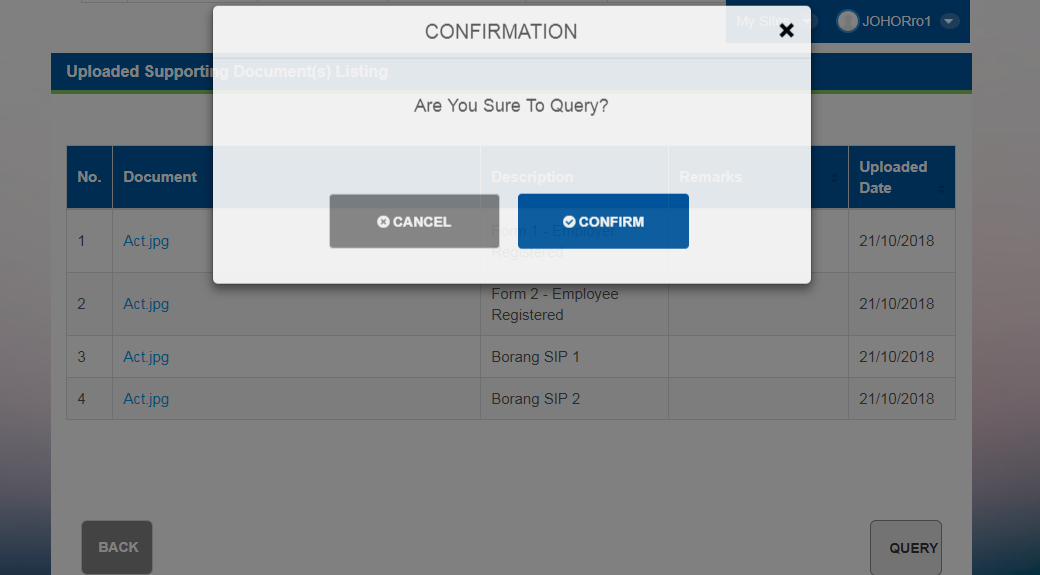 CONFIRMATION
My Sites
JOHORro1
Uploaded Supporting Document(s) Listing
Are You Sure To Query?
No. Document Description Remarks Uploaded Date
CANCEL CONFIRM
1 Act.jpg Form 1 - Employer Registered 21/10/2018
2 Act.jpg Form 2 - Employee Registered 21/10/2018
3 Act.jpg Borang SIP 1 21/10/2018
4 Act.jpg Borang SIP 2 21/10/2018
BACK QUERY